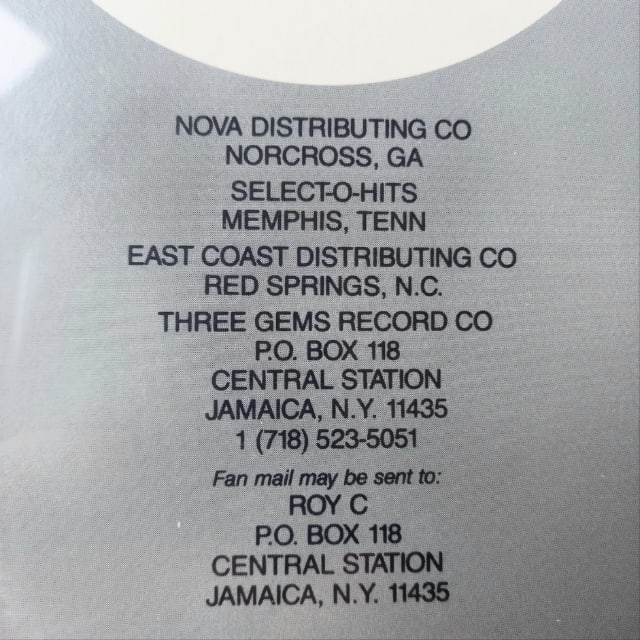 NOVA DISTRIBUTING CO
NORCROSS, GA
SELECT-O-HITS
MEMPHIS, TENN
EAST COAST DISTRIBUTING CO
RED SPRINGS, N.C.
THREE GEMS RECORD CO
P.O. BOX 118
CENTRAL STATION
JAMAICA, N.Y. 11435
1 (718) 523-5051
Fan mail may be sent to:
ROY C
P.O. BOX 118
CENTRAL STATION
JAMAICA, N.Y. 11435